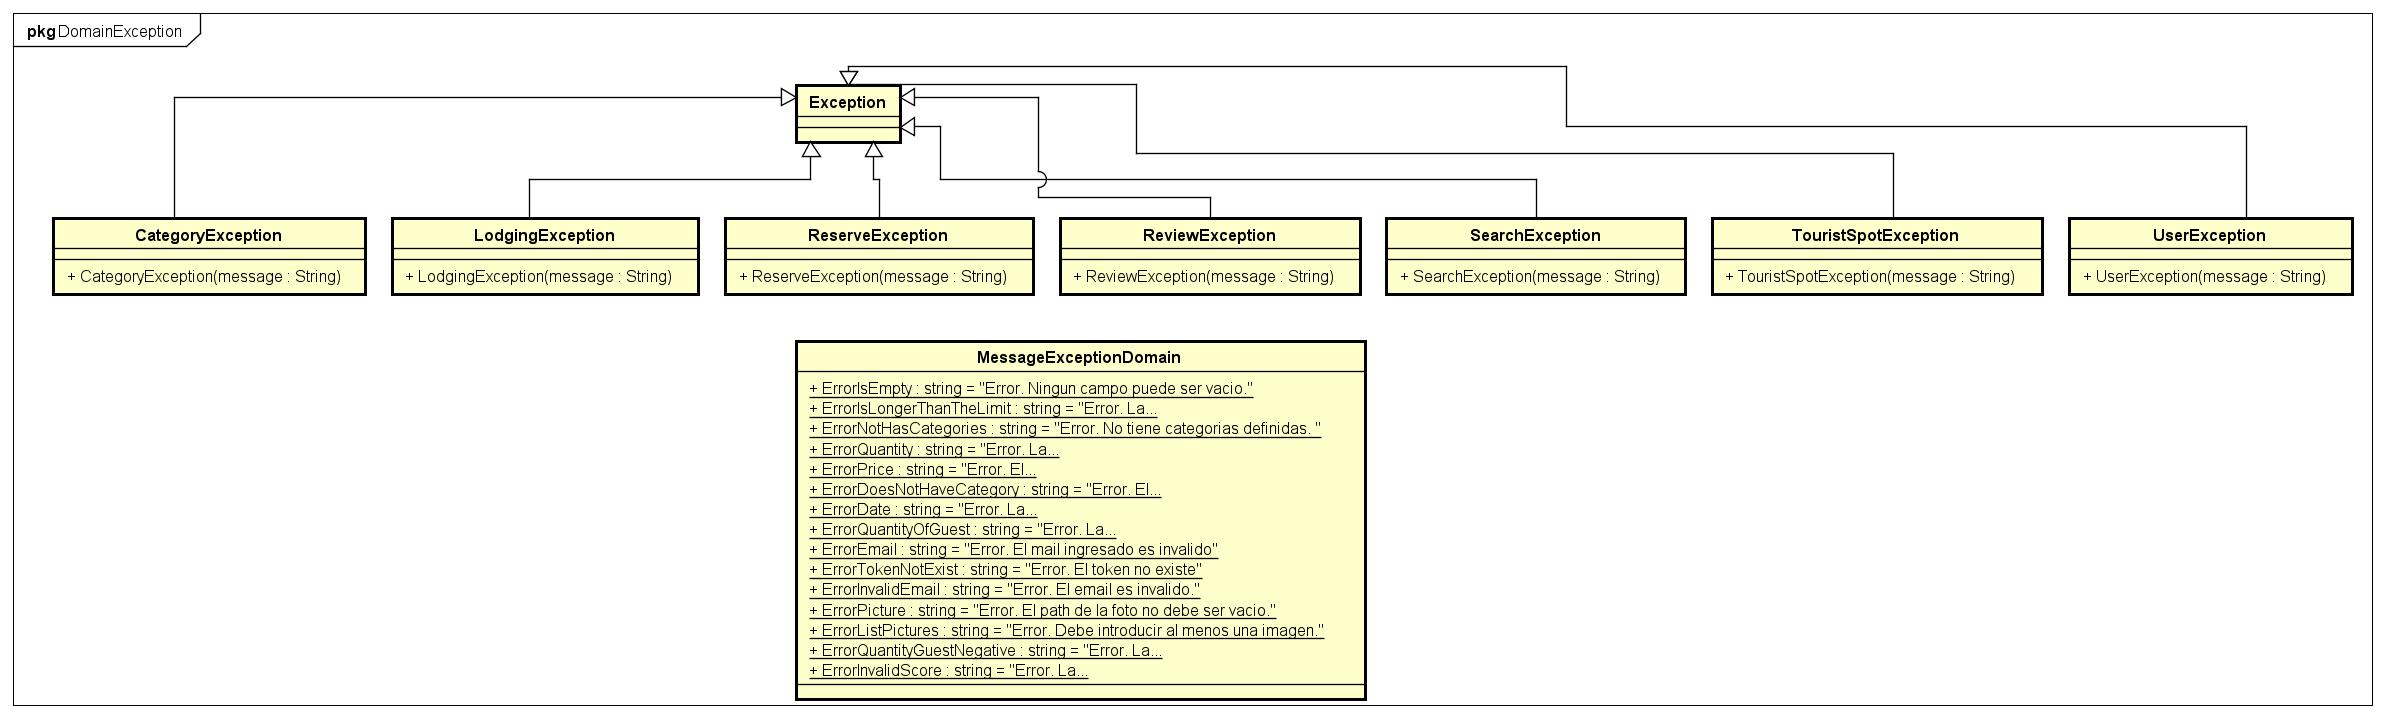 pkg DomainException
Exception
CategoryException
+ CategoryException(message : String)
LodgingException
+ LodgingException(message : String)
ReserveException
+ ReserveException(message : String)
ReviewException
+ ReviewException(message : String)
SearchException
+ SearchException(message : String)
TouristSpotException
+ TouristSpotException(message : String)
UserException
+ UserException(message : String)
MessageExceptionDomain
+ ErrorIsEmpty : string = "Error. Ningun campo puede ser vacio."
+ ErrorIsLongerThanTheLimit : string = "Error. La...
+ ErrorNotHasCategories : string = "Error. No tiene categorias definidas. "
+ ErrorQuantity : string = "Error. La...
+ ErrorPrice : string = "Error. El...
+ ErrorDoesNotHaveCategory : string = "Error. El...
+ ErrorDate : string = "Error. La...
+ ErrorQuantityOfGuest : string = "Error. La...
+ ErrorEmail : string = "Error. El mail ingresado es invalido"
+ ErrorTokenNotExist : string = "Error. El token no existe"
+ ErrorInvalidEmail : string = "Error. El email es invalido."
+ ErrorPicture : string = "Error. El path de la foto no debe ser vacio."
+ ErrorListPictures : string = "Error. Debe introducir al menos una imagen."
+ ErrorQuantityGuestNegative : string = "Error. La...
+ ErrorInvalidScore : string = "Error. La...